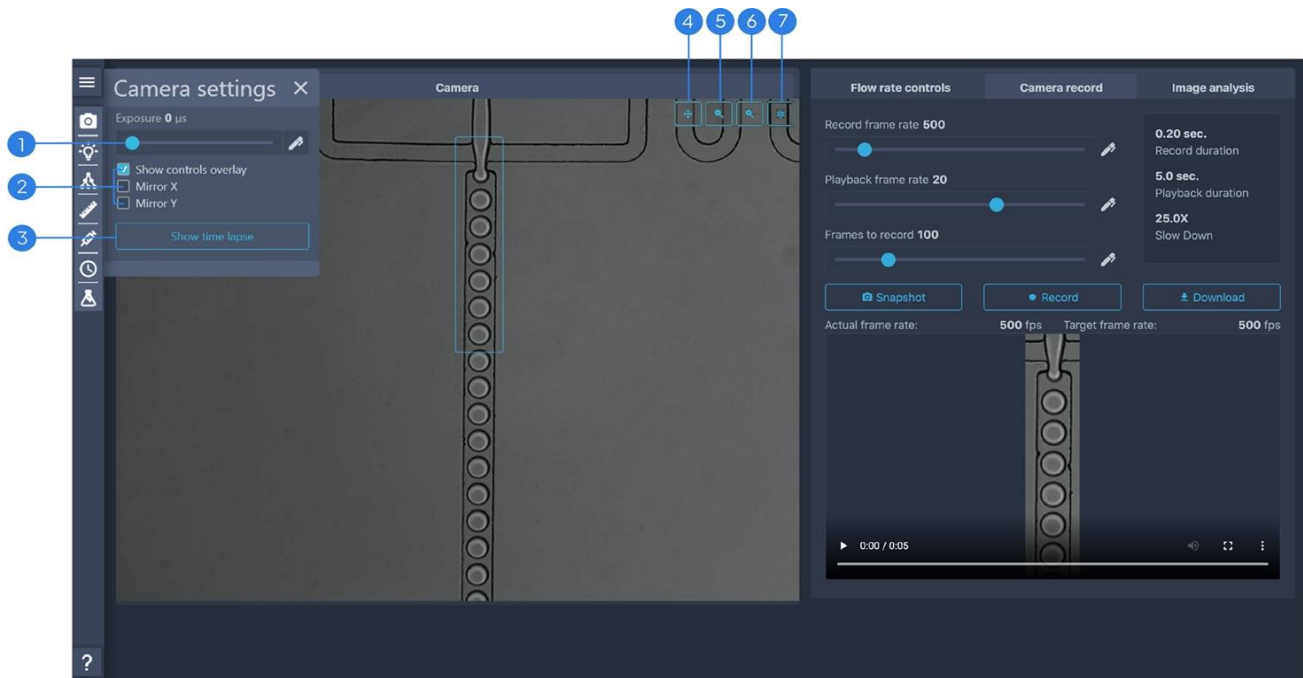 4 5 6 7
Camera settings
Camera
Flow rate controls
Camera record
Image analysis
Exposure 0 µs
1
Show controls overlay
2
Mirror X
Mirror Y
3
Show time lapse
Record frame rate 500
Playback frame rate 20
Frames to record 100
0.20 sec.
Record duration
5.0 sec.
Playback duration
25.0X
Slow Down
Snapshot
Record
Download
Actual frame rate: 500 fps Target frame rate: 500 fps
0:00 / 0:05
?